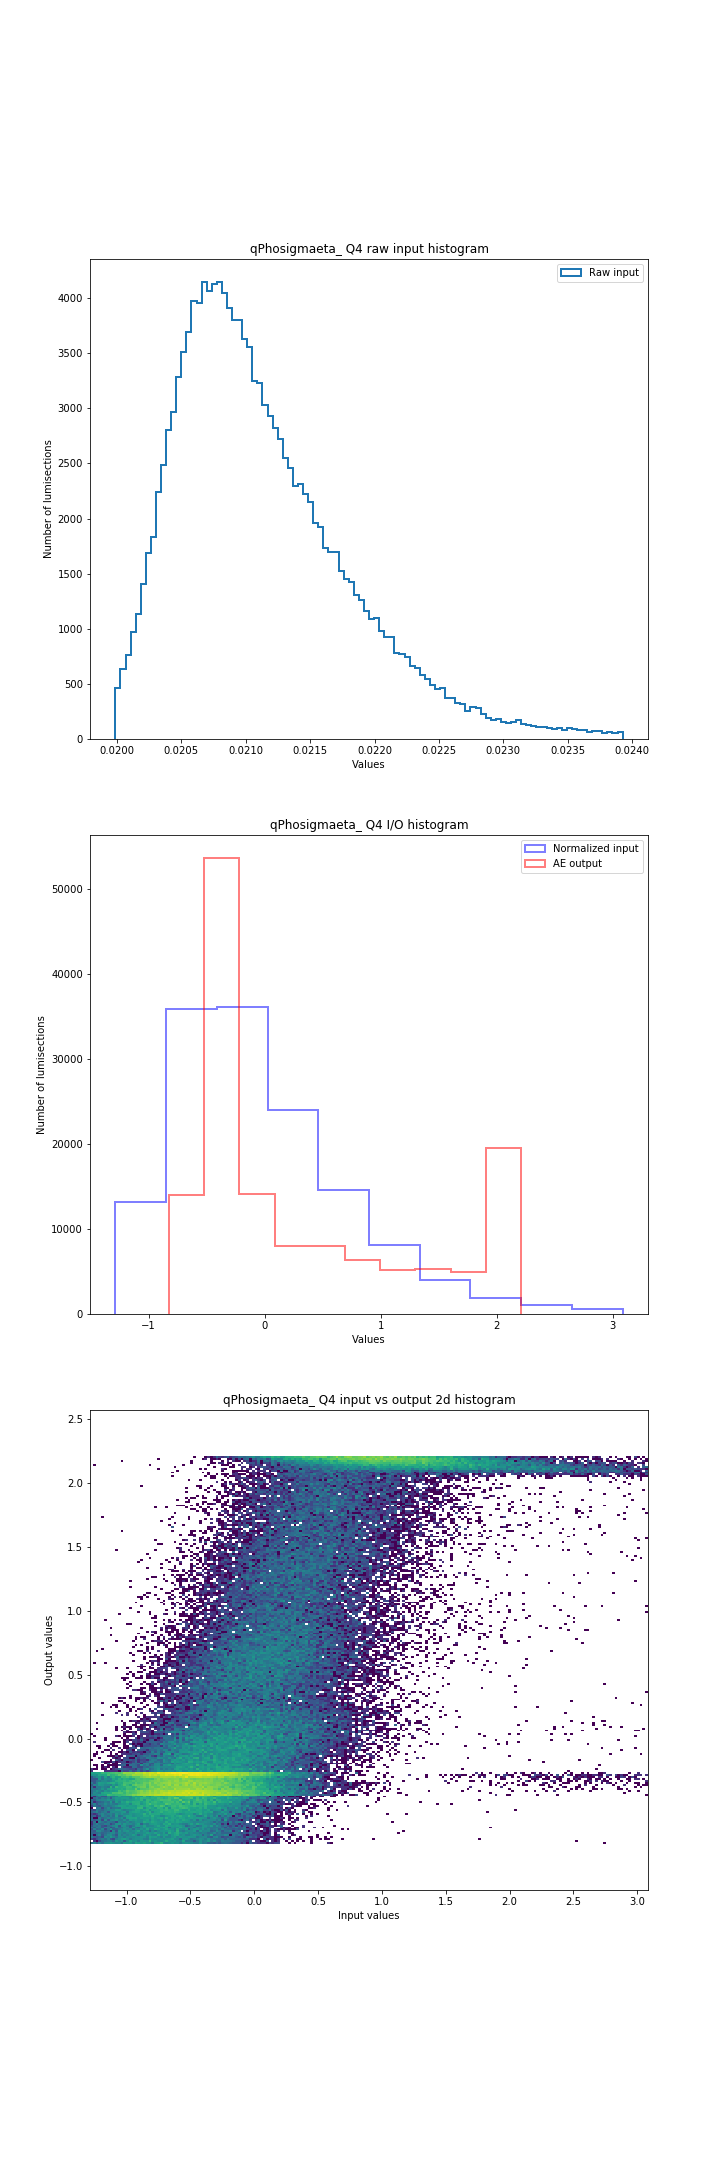 qPhosigmaeta_ Q4 raw input histogram
Raw input
Number of lumisections
4000
3500
3000
2500
2000
1500
1000
500
0
0.0200 0.0205 0.0210 0.0215 0.0220 0.0225 0.0230 0.0235 0.0240
Values
qPhosigmaeta_ Q4 I/O histogram
Normalized input
AE output
Number of lumisections
50000
40000
30000
20000
10000
0
−1 0 1 2 3
Values
qPhosigmaeta_ Q4 input vs output 2d histogram
Output values
2.5
2.0
1.5
1.0
0.5
0.0
−0.5
−1.0
−1.0 −0.5 0.0 0.5 1.0 1.5 2.0 2.5 3.0
Input values